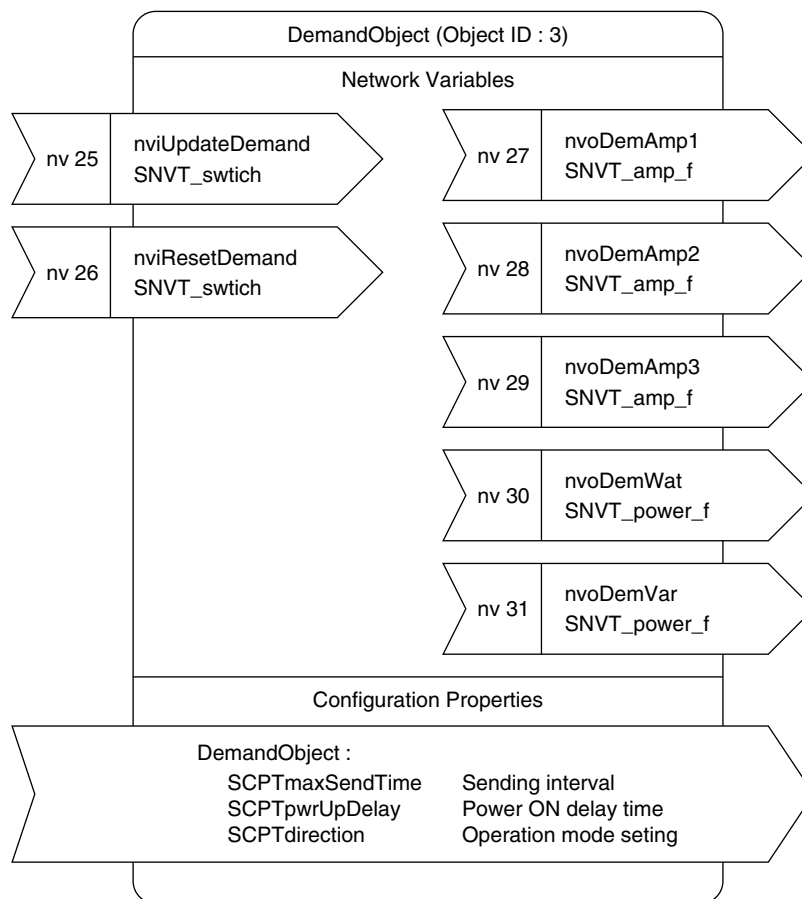 DemandObject (Object ID : 3)
Network Variables
nv 25
nviUpdateDemand
SNVT_swtich
nv 26
nviResetDemand
SNVT_swtich
nv 27
nvoDemAmp1
SNVT_amp_f
nv 28
nvoDemAmp2
SNVT_amp_f
nv 29
nvoDemAmp3
SNVT_amp_f
nv 30
nvoDemWat
SNVT_power_f
nv 31
nvoDemVar
SNVT_power_f
Configuration Properties
DemandObject :
SCPTmaxSendTime Sending interval
SCPTpwrUpDelay Power ON delay time
SCPTdirection Operation mode seting